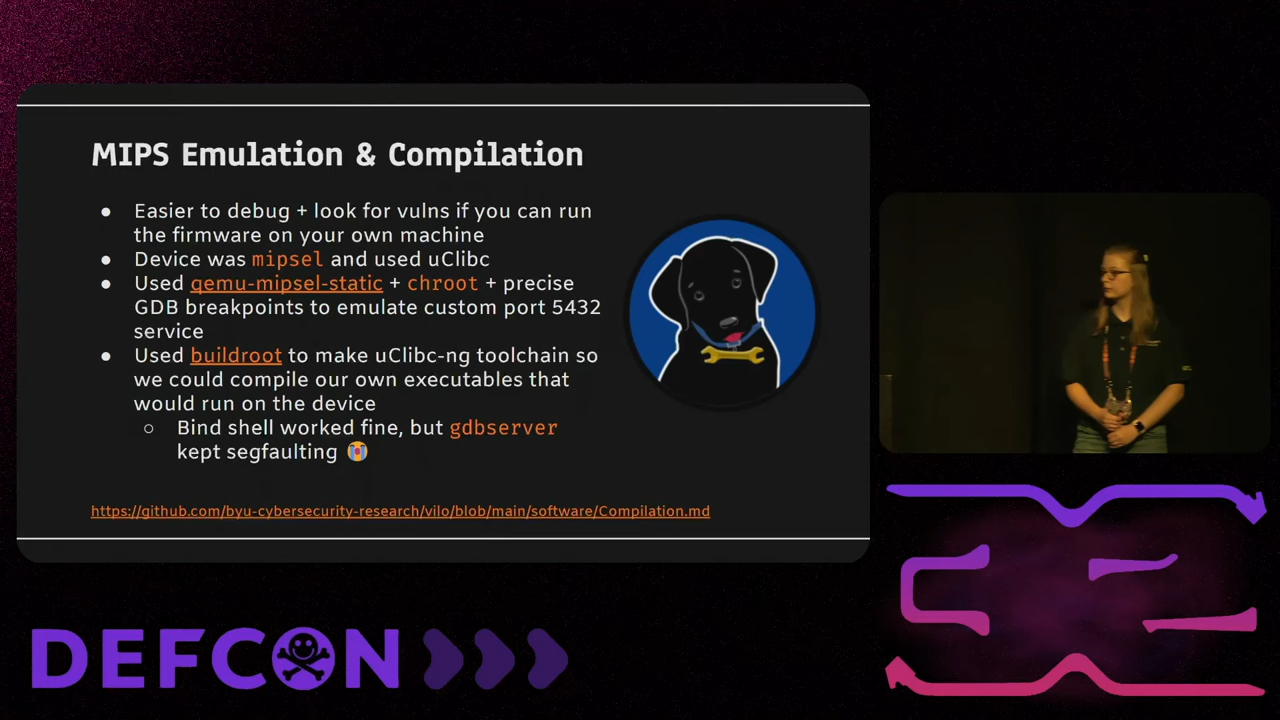 MIPS Emulation & Compilation
● Easier to debug + look for vulns if you can run
the firmware on your own machine
● Device was mipsel and used uClibc
● Used qemu-mipsel-static + chroot + precise
GDB breakpoints to emulate custom port 5432
service
● Used buildroot to make uClibc-ng toolchain so
we could compile our own executables that
would run on the device
○ Bind shell worked fine, but gdbserver
kept segfaulting 😭
https://github.com/byu-cybersecurity-research/vilo/blob/main/software/Compilation.md
DEFCON